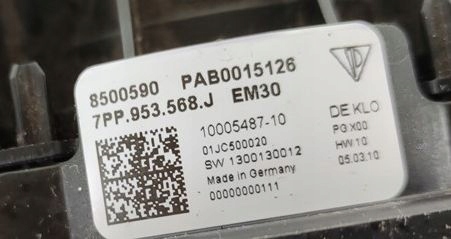 8500590 PAB0015126
7PP.953.568.J EM30
10005487-10 DE KLO
01JC500020 PG X00
SW 1300130012 HW 10
Made in Germany 05.03.10
00000000111